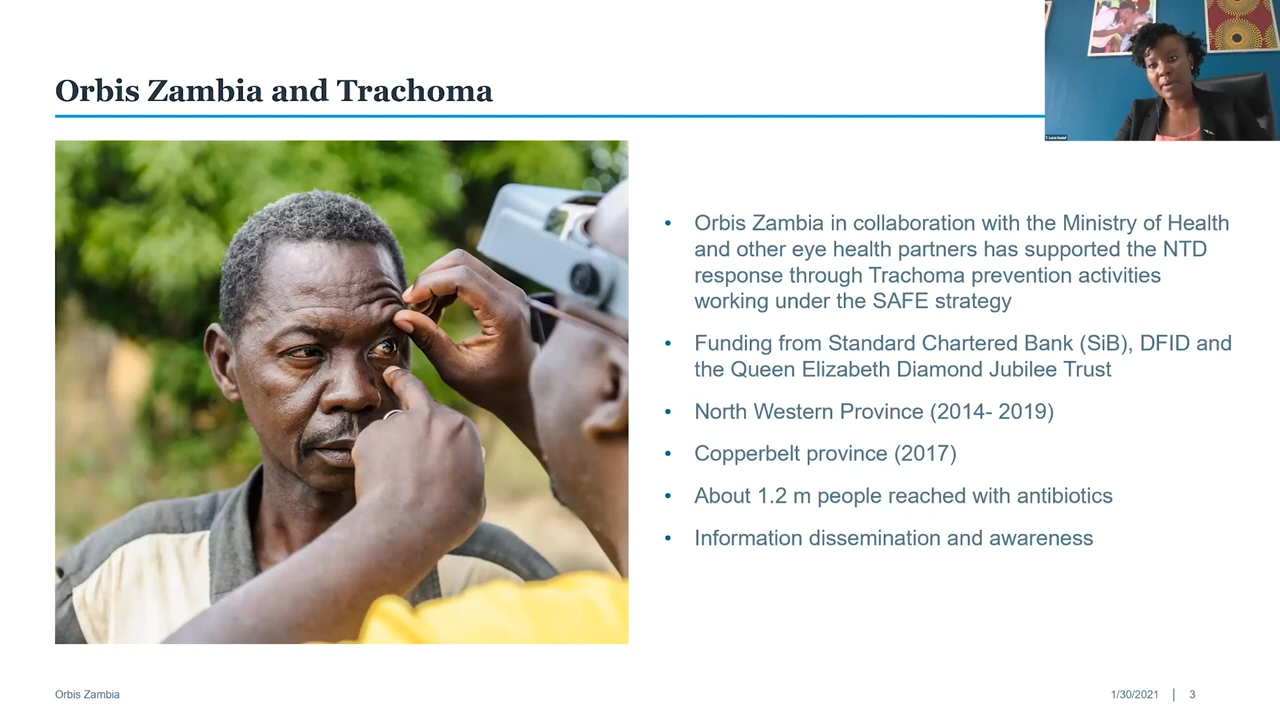 Orbis Zambia and Trachoma
• Orbis Zambia in collaboration with the Ministry of Health
and other eye health partners has supported the NTD
response through Trachoma prevention activities
working under the SAFE strategy
• Funding from Standard Chartered Bank (SiB), DFID and
the Queen Elizabeth Diamond Jubilee Trust
• North Western Province (2014- 2019)
• Copperbelt province (2017)
• About 1.2 m people reached with antibiotics
• Information dissemination and awareness
Orbis Zambia
1/30/2021 | 3